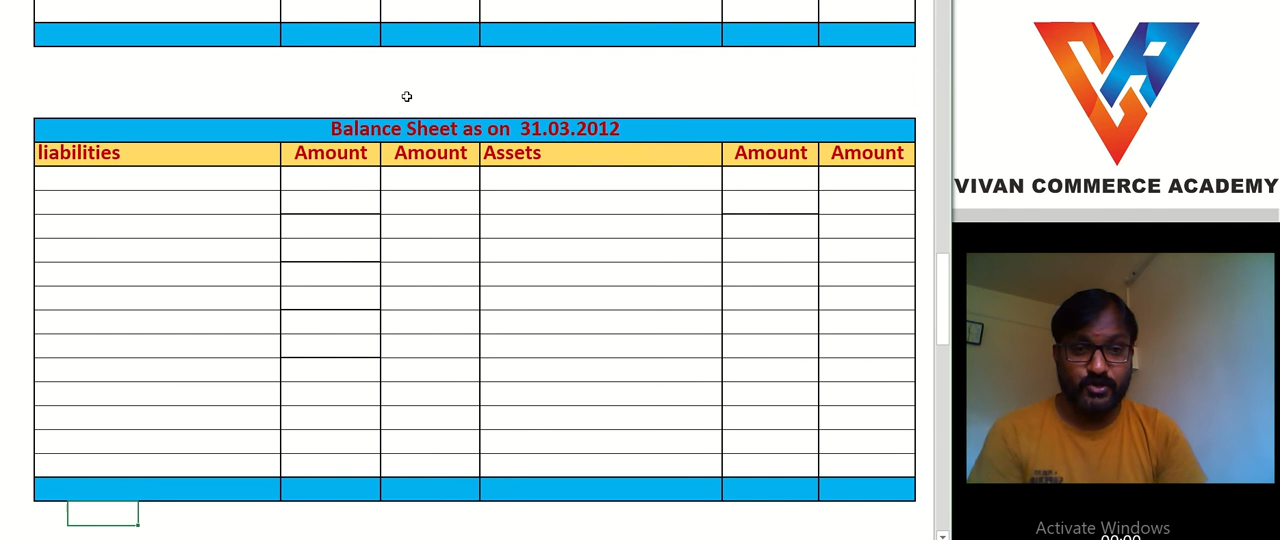 Balance Sheet as on 31.03.2012
liabilities Amount Amount Assets Amount Amount
VIVAN COMMERCE ACADEMY
Activate Windows